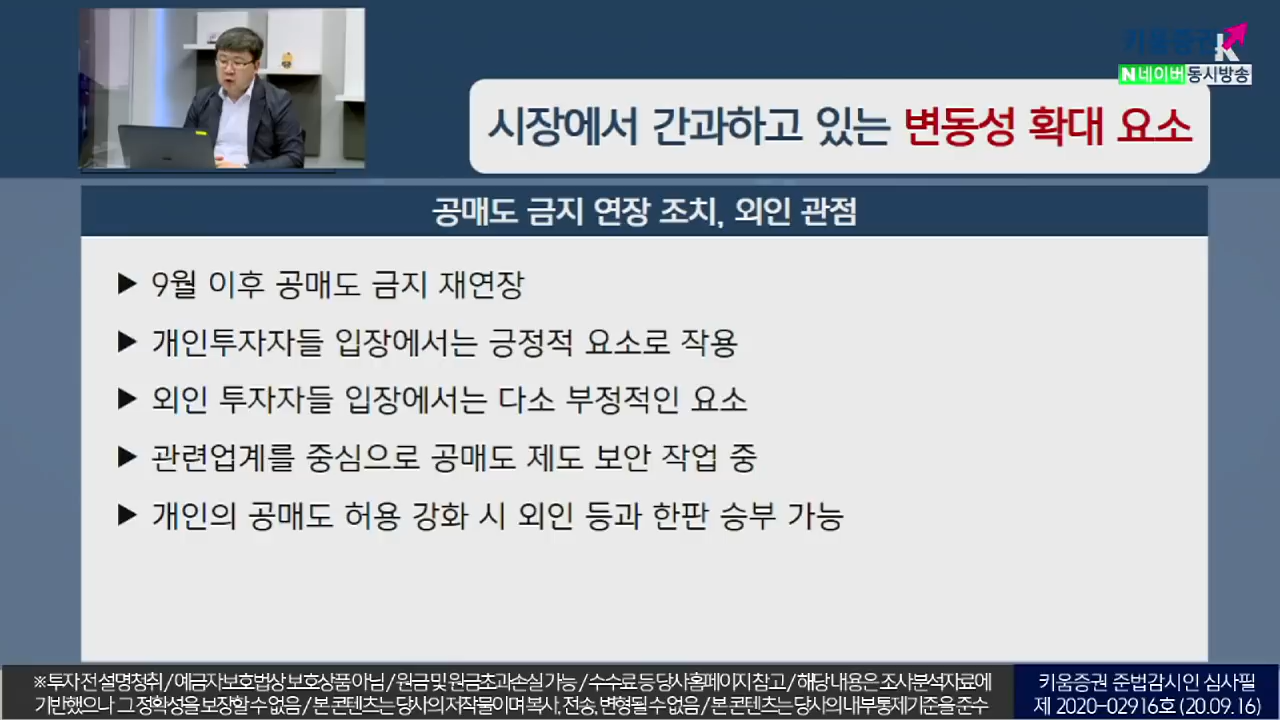 키움증권
N 네이버 동시방송
시장에서 간과하고 있는 변동성 확대 요소
공매도 금지 연장 조치, 외인 관점
▶ 9월 이후 공매도 금지 재연장
▶ 개인투자자들 입장에서는 긍정적 요소로 작용
▶ 외인 투자자들 입장에서는 다소 부정적인 요소
▶ 관련업계를 중심으로 공매도 제도 보안 작업 중
▶ 개인의 공매도 허용 강화 시 외인 등과 한판 승부 가능
※ 투자 전 설명청취 / 예금자보호법상 보호상품 아님 / 원금 및 원금초과손실 가능 / 수수료 등 당사홈페이지 참고 / 해당 내용은 조사분석자료에
기반했으나 그 정확성을 보장할 수 없음 / 본 콘텐츠는 당사의 저작물이며 복사, 전송, 변형될 수 없음 / 본 콘텐츠는 당사의 내부통제기준을 준수
키움증권 준법감시인 심사필
제 2020-02916호 (20.09.16)